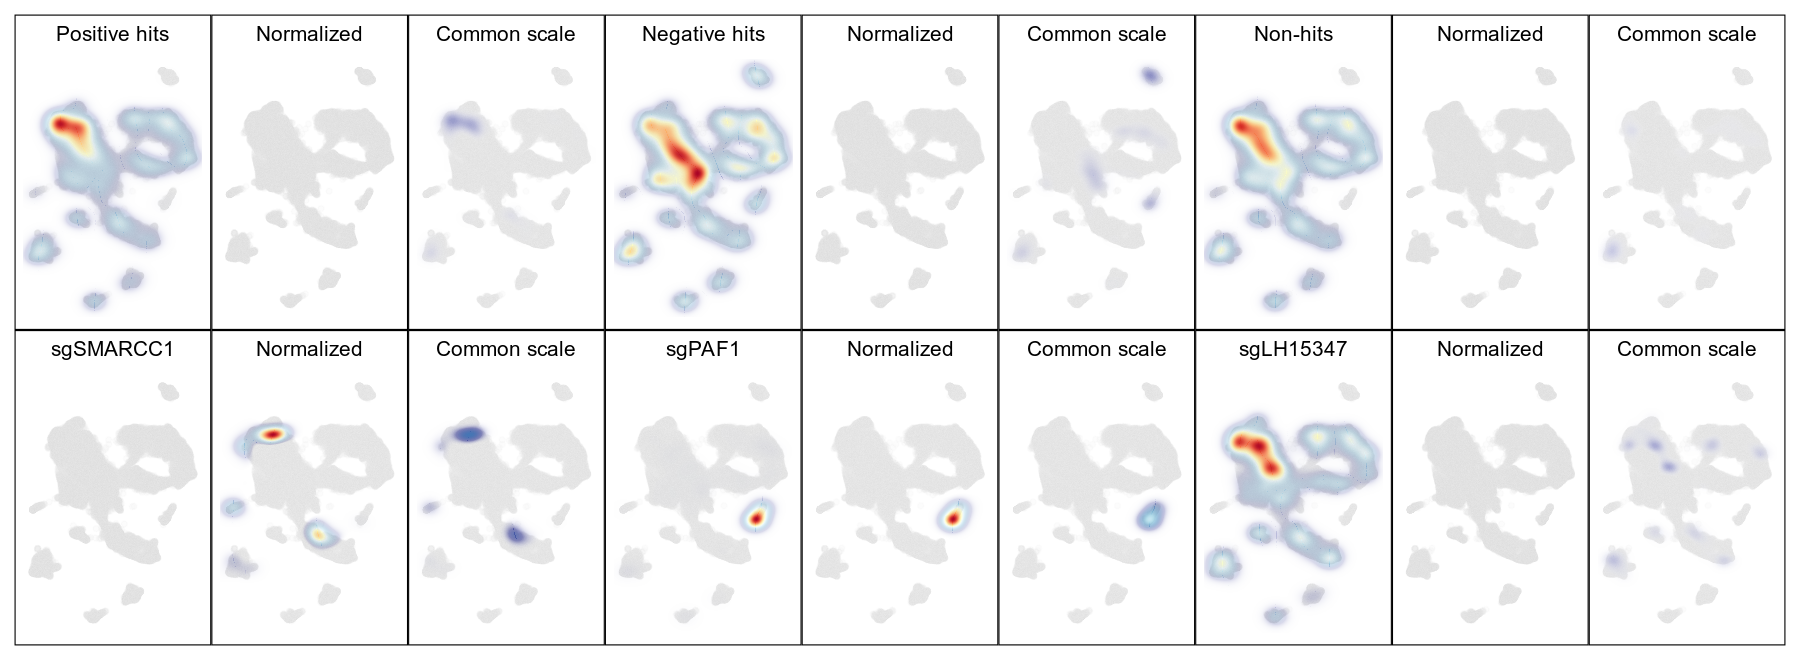 Positive hits
Normalized
Common scale
Negative hits
Normalized
Common scale
Non-hits
Normalized
Common scale
sgSMARCC1
Normalized
Common scale
sgPAF1
Normalized
Common scale
sgLH15347
Normalized
Common scale